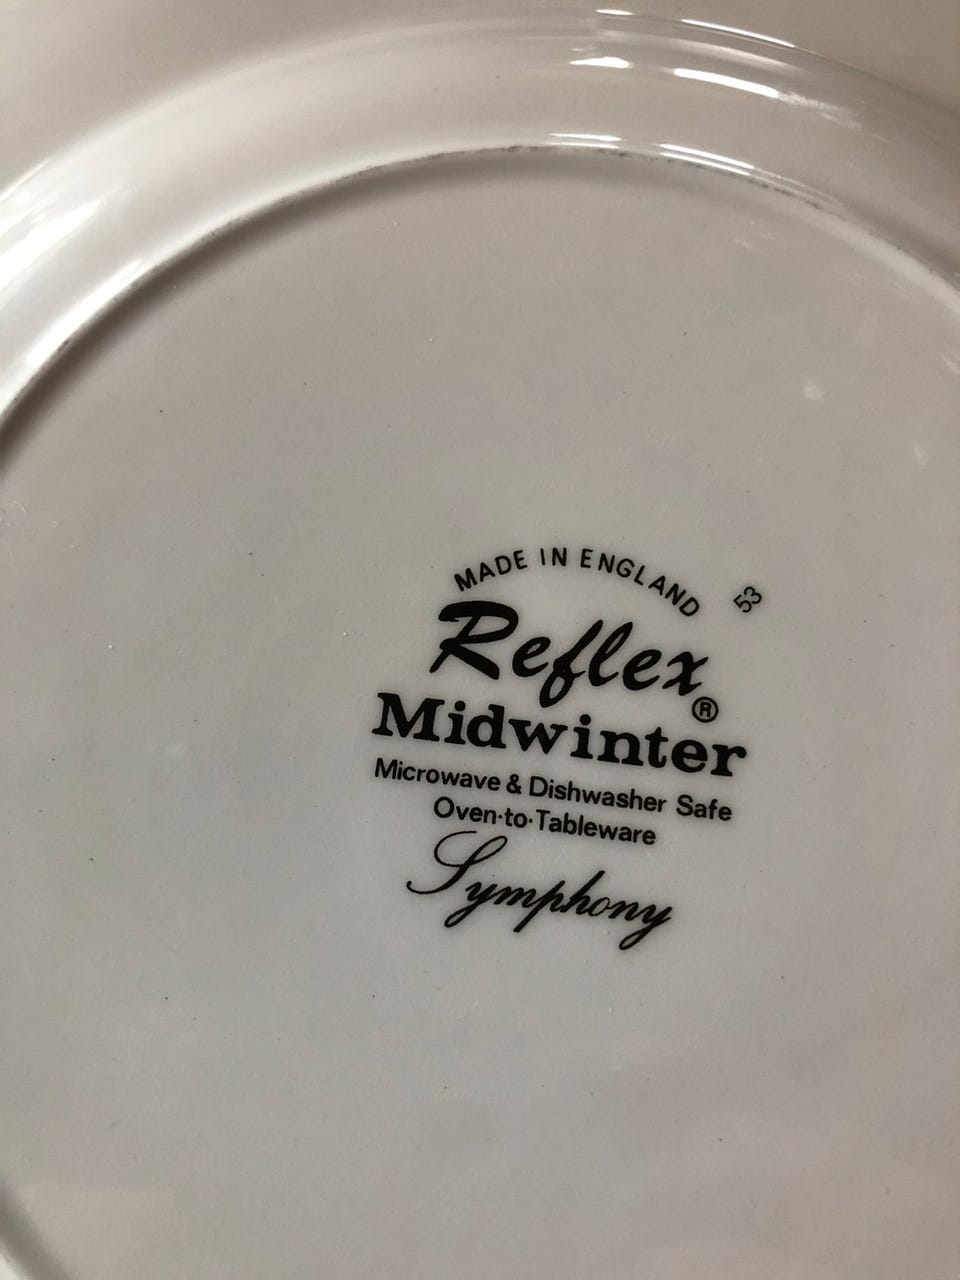 MADE IN ENGLAND
53
Reflex
Midwinter ®
Microwave & Dishwasher Safe
Oven-to-Tableware
Symphony